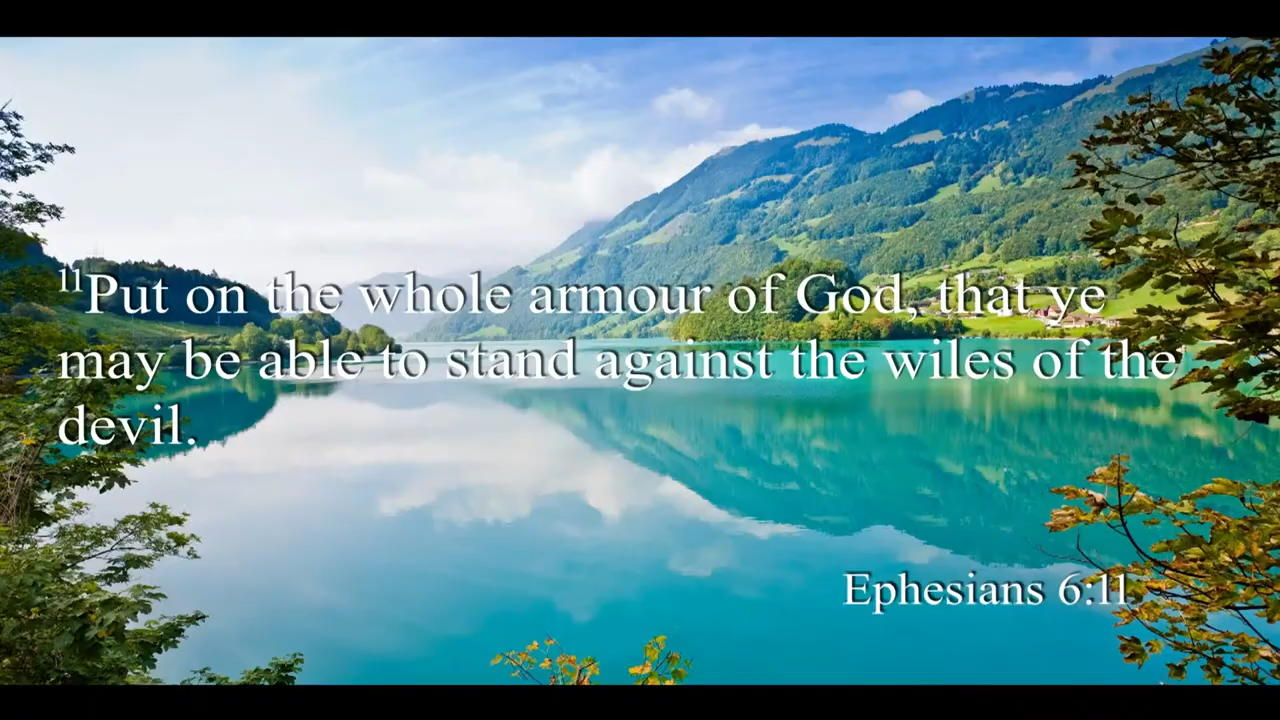 ¹¹Put on the whole armour of God, that ye
may be able to stand against the wiles of the
devil.
Ephesians 6:11